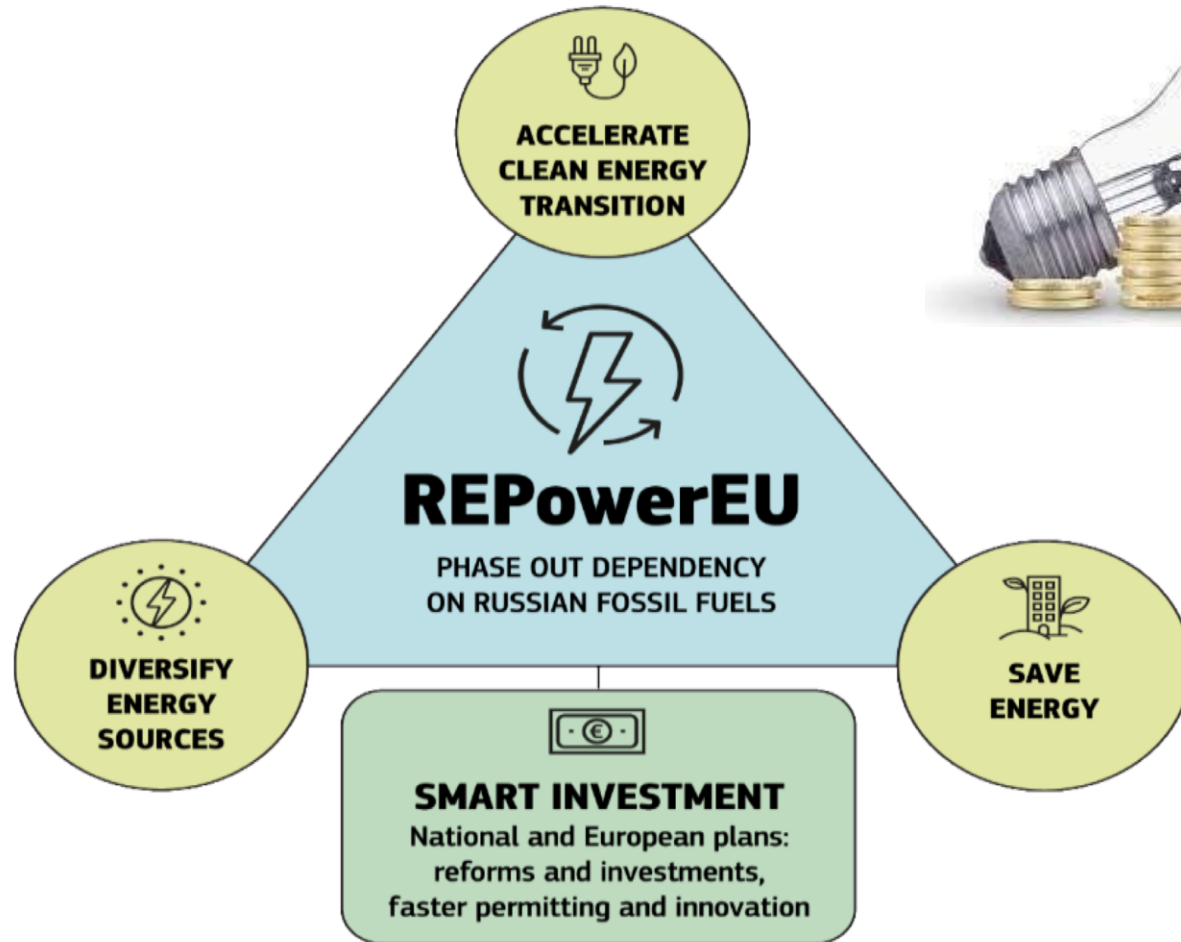 ACCELERATE
CLEAN ENERGY
TRANSITION
REPowerEU
PHASE OUT DEPENDENCY
ON RUSSIAN FOSSIL FUELS
DIVERSIFY
ENERGY
SOURCES
SAVE
ENERGY
€
SMART INVESTMENT
National and European plans:
reforms and investments,
faster permitting and innovation